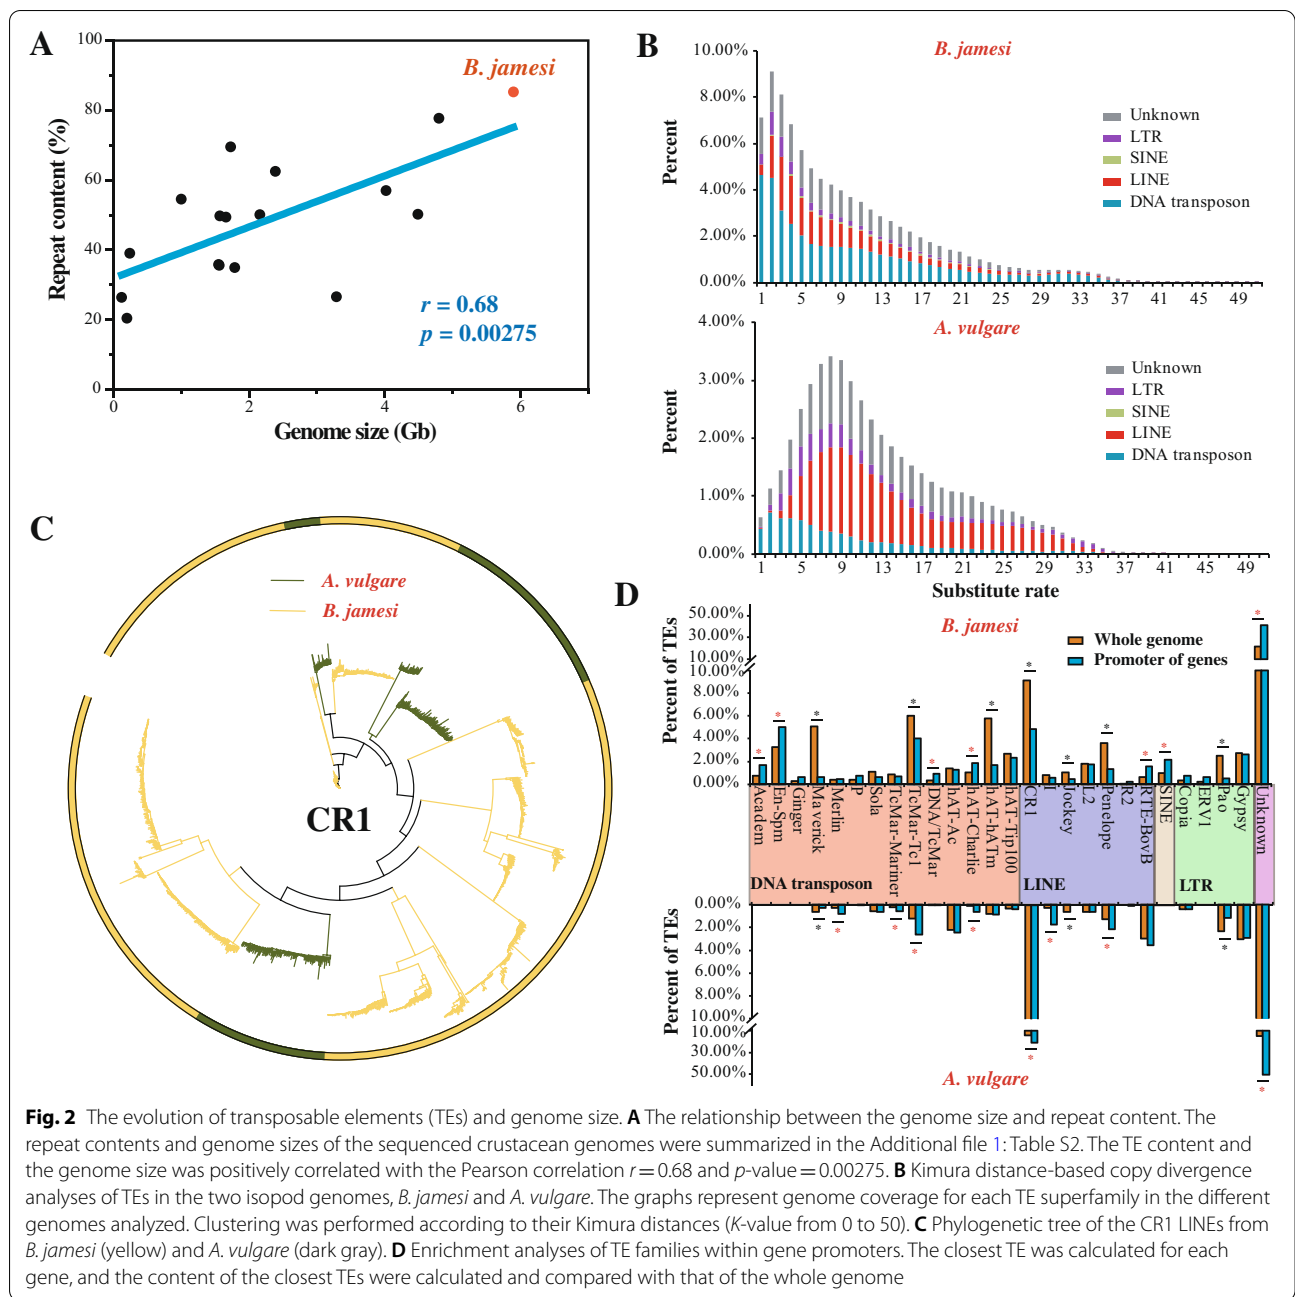 A
B. jamesi
100
80
60
40
20
0
Repeat content (%)
r = 0.68
p = 0.00275
0 2 4 6
Genome size (Gb)
B
B. jamesi
10.00%
8.00%
6.00%
4.00%
2.00%
0.00%
Percent
Unknown
LTR
SINE
LINE
DNA transposon
1 5 9 13 17 21 25 29 33 37 41 45 49
A. vulgare
4.00%
3.00%
2.00%
1.00%
0.00%
Percent
Unknown
LTR
SINE
LINE
DNA transposon
1 5 9 13 17 21 25 29 33 37 41 45 49
Substitute rate
C
A. vulgare
B. jamesi
CR1
D
B. jamesi
50.00%
30.00%
10.00%
10.00%
8.00%
6.00%
4.00%
2.00%
0.00%
Percent of TEs
Whole genome
Promoter of genes
* * * * * * * * * * * * * *
Academ
En-Spm
Ginger
Maverick
Merlin
P
Sola
TcMar-Mariner
TcMar-Tc1
DNA/TcMar
hAT-Ac
hAT-Charlie
hAT-hATm
hAT-Tip100
CR1
I
Jockey
L2
Penelope
R2
RTE-BovB
SINE
Copia
ERV1
Pao
Gypsy
Unknown
DNA transposon
LINE
LTR
0.00%
2.00%
4.00%
6.00%
8.00%
10.00%
10.00%
30.00%
50.00%
Percent of TEs
* * * * * * * * * * *
A. vulgare
Fig. 2 The evolution of transposable elements (TEs) and genome size. A The relationship between the genome size and repeat content. The
repeat contents and genome sizes of the sequenced crustacean genomes were summarized in the Additional file 1: Table S2. The TE content and
the genome size was positively correlated with the Pearson correlation r = 0.68 and p-value = 0.00275. B Kimura distance-based copy divergence
analyses of TEs in the two isopod genomes, B. jamesi and A. vulgare. The graphs represent genome coverage for each TE superfamily in the different
genomes analyzed. Clustering was performed according to their Kimura distances (K-value from 0 to 50). C Phylogenetic tree of the CR1 LINEs from
B. jamesi (yellow) and A. vulgare (dark gray). D Enrichment analyses of TE families within gene promoters. The closest TE was calculated for each
gene, and the content of the closest TEs were calculated and compared with that of the whole genome